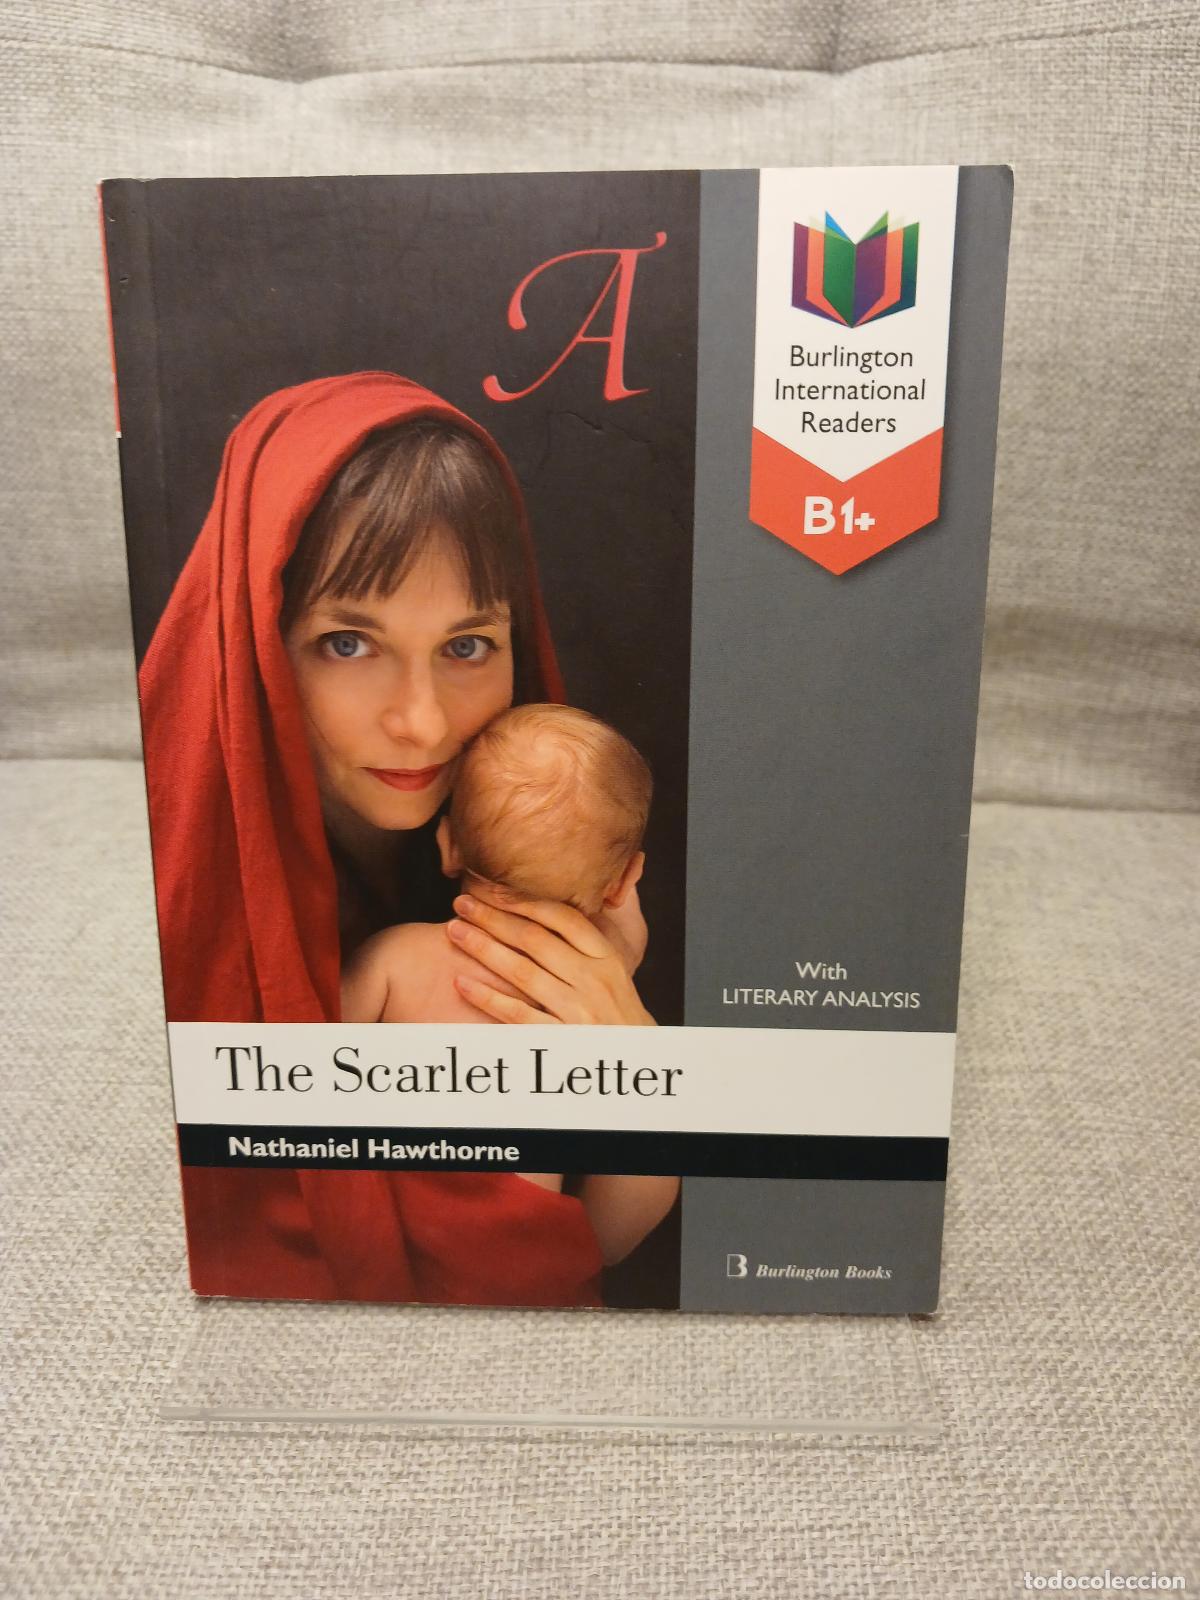 A
Burlington
International
Readers
B1+
With
LITERARY ANALYSIS
The Scarlet Letter
Nathaniel Hawthorne
B Burlington Books
todocoleccion